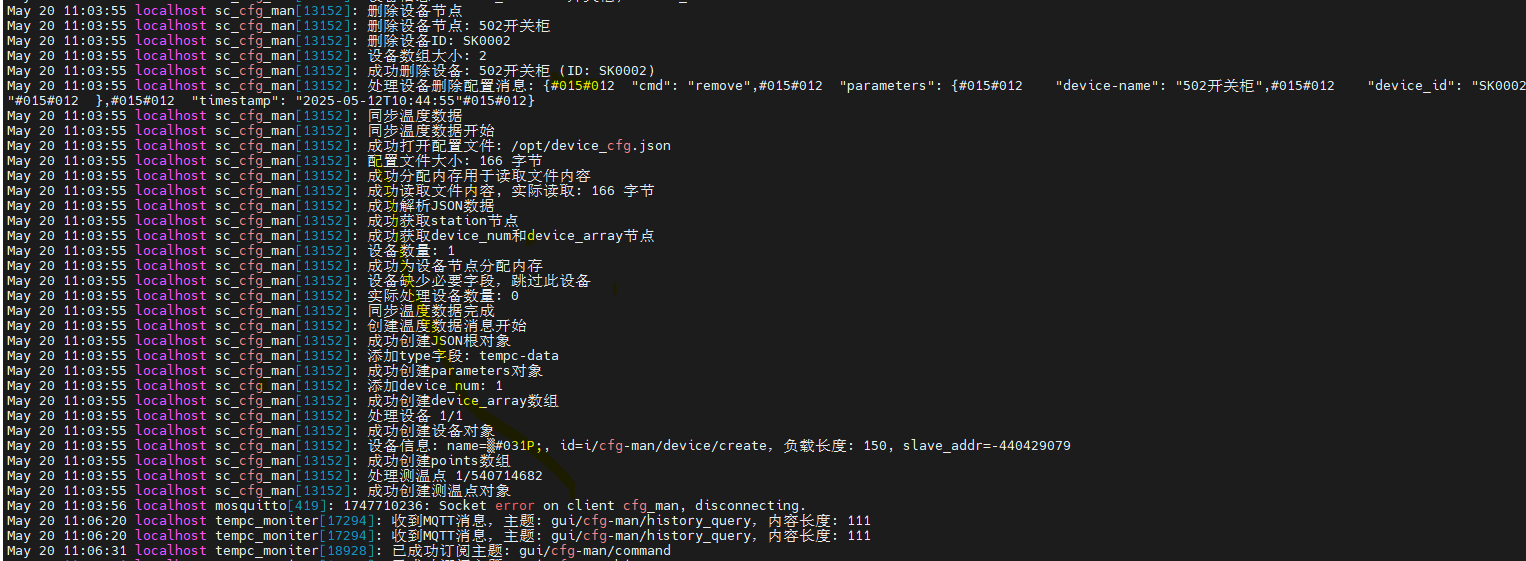 May 20 11:03:55 localhost sc_cfg_man[13152]: 删除设备节点
May 20 11:03:55 localhost sc_cfg_man[13152]: 删除设备节点: 502开关柜
May 20 11:03:55 localhost sc_cfg_man[13152]: 删除设备ID: SK0002
May 20 11:03:55 localhost sc_cfg_man[13152]: 设备数组大小: 2
May 20 11:03:55 localhost sc_cfg_man[13152]: 成功删除设备: 502开关柜 (ID: SK0002)
May 20 11:03:55 localhost sc_cfg_man[13152]: 处理设备删除配置消息: {#015#012  "cmd": "remove",#015#012  "parameters": {#015#012    "device-name": "502开关柜",#015#012    "device_id": "SK0002
"#015#012  },#015#012  "timestamp": "2025-05-12T10:44:55"#015#012}
May 20 11:03:55 localhost sc_cfg_man[13152]: 同步温度数据
May 20 11:03:55 localhost sc_cfg_man[13152]: 同步温度数据开始
May 20 11:03:55 localhost sc_cfg_man[13152]: 成功打开配置文件: /opt/device_cfg.json
May 20 11:03:55 localhost sc_cfg_man[13152]: 配置文件大小: 166 字节
May 20 11:03:55 localhost sc_cfg_man[13152]: 成功分配内存用于读取文件内容
May 20 11:03:55 localhost sc_cfg_man[13152]: 成功读取文件内容, 实际读取: 166 字节
May 20 11:03:55 localhost sc_cfg_man[13152]: 成功解析JSON数据
May 20 11:03:55 localhost sc_cfg_man[13152]: 成功获取station节点
May 20 11:03:55 localhost sc_cfg_man[13152]: 成功获取device_num和device_array节点
May 20 11:03:55 localhost sc_cfg_man[13152]: 设备数量: 1
May 20 11:03:55 localhost sc_cfg_man[13152]: 成功为设备节点分配内存
May 20 11:03:55 localhost sc_cfg_man[13152]: 设备缺少必要字段, 跳过此设备
May 20 11:03:55 localhost sc_cfg_man[13152]: 实际处理设备数量: 0
May 20 11:03:55 localhost sc_cfg_man[13152]: 同步温度数据完成
May 20 11:03:55 localhost sc_cfg_man[13152]: 创建温度数据消息开始
May 20 11:03:55 localhost sc_cfg_man[13152]: 成功创建JSON根对象
May 20 11:03:55 localhost sc_cfg_man[13152]: 添加type字段: tempc-data
May 20 11:03:55 localhost sc_cfg_man[13152]: 成功创建parameters对象
May 20 11:03:55 localhost sc_cfg_man[13152]: 添加device_num: 1
May 20 11:03:55 localhost sc_cfg_man[13152]: 成功创建device_array数组
May 20 11:03:55 localhost sc_cfg_man[13152]: 处理设备 1/1
May 20 11:03:55 localhost sc_cfg_man[13152]: 成功创建设备对象
May 20 11:03:55 localhost sc_cfg_man[13152]: 设备信息: name=#031P;, id=i/cfg-man/device/create, 负载长度: 150, slave_addr=-440429079
May 20 11:03:55 localhost sc_cfg_man[13152]: 成功创建points数组
May 20 11:03:55 localhost sc_cfg_man[13152]: 处理测温点 1/540714682
May 20 11:03:55 localhost sc_cfg_man[13152]: 成功创建测温点对象
May 20 11:03:56 localhost mosquitto[419]: 1747710236: Socket error on client cfg_man, disconnecting.
May 20 11:06:20 localhost tempc_moniter[17294]: 收到MQTT消息, 主题: gui/cfg-man/history_query, 内容长度: 111
May 20 11:06:20 localhost tempc_moniter[17294]: 收到MQTT消息, 主题: gui/cfg-man/history_query, 内容长度: 111
May 20 11:06:31 localhost tempc_moniter[18928]: 已成功订阅主题: gui/cfg-man/command